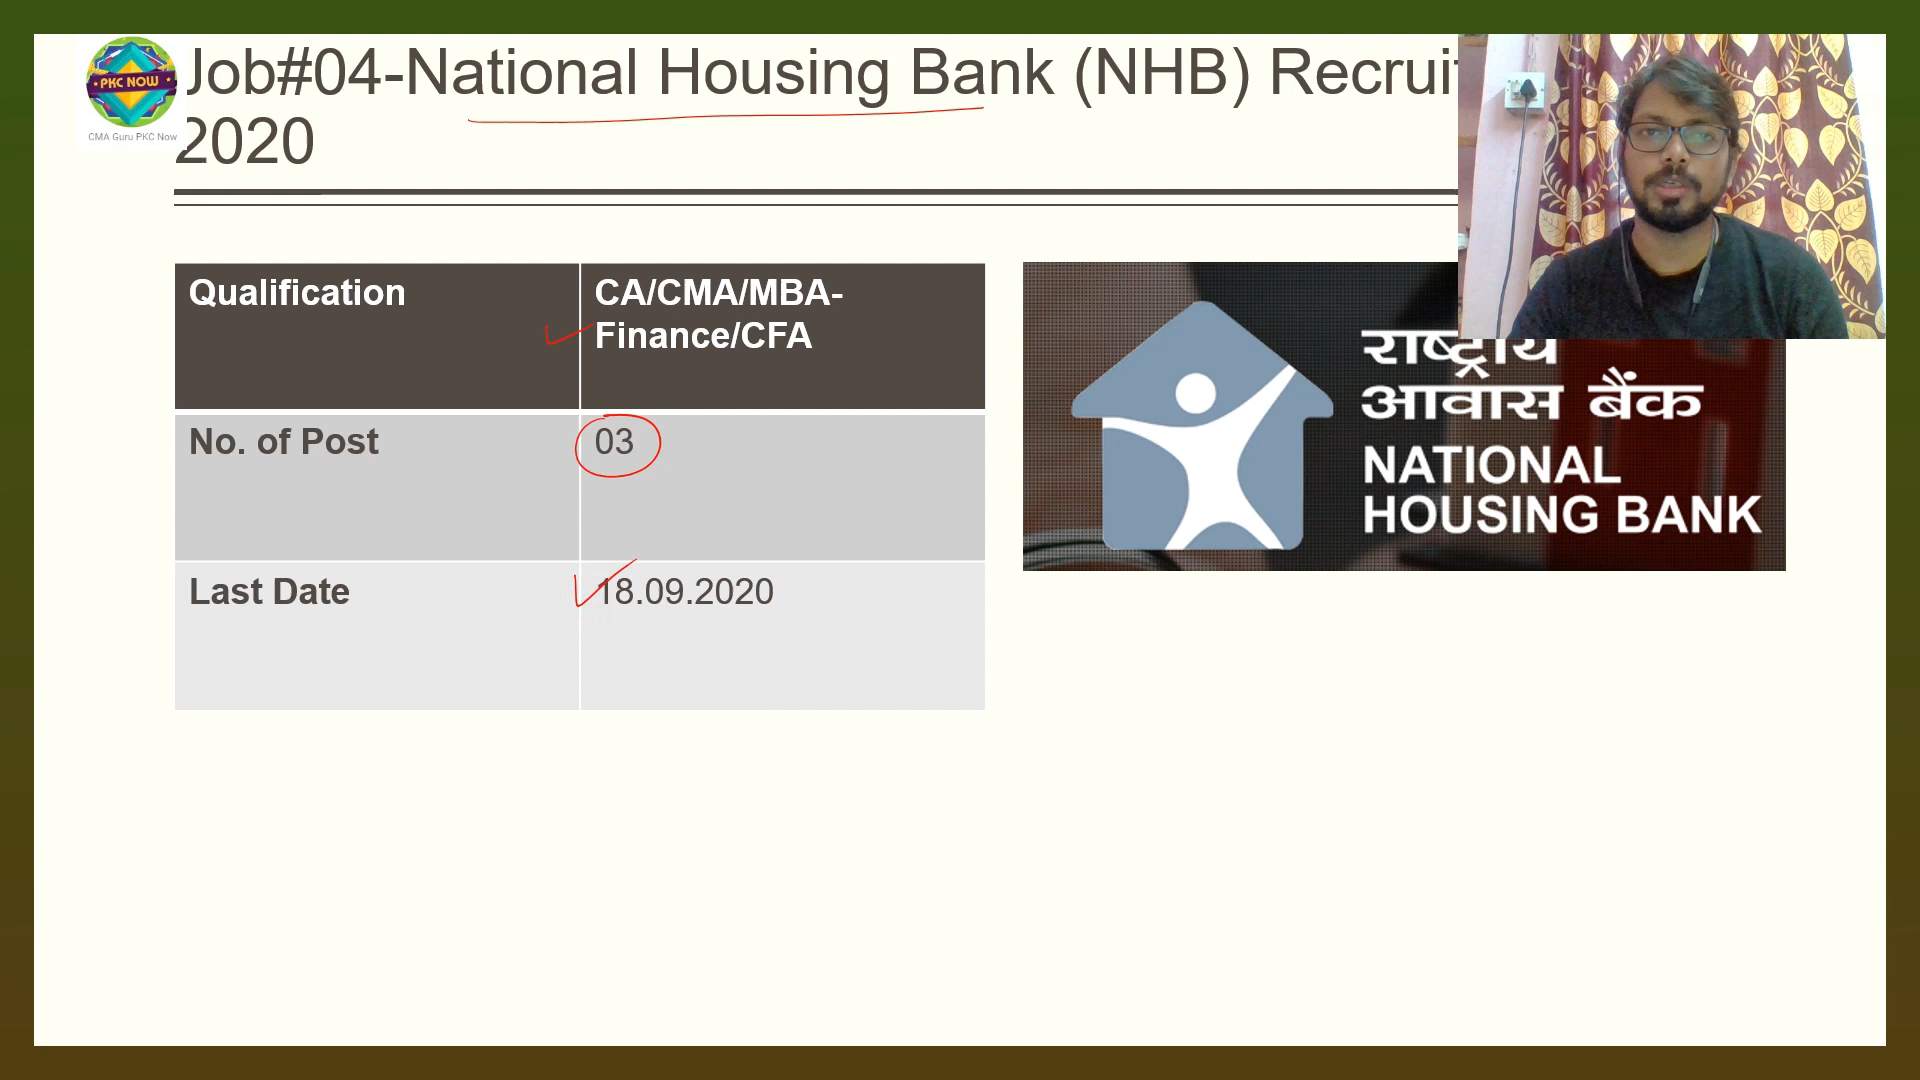 Job#04-National Housing Bank (NHB) Recruit
2020
PKC NOW
CMA Guru PKC Now
Qualification
CA/CMA/MBA-
Finance/CFA
No. of Post
03
Last Date
18.09.2020
राष्ट्रीय
आवास बैंक
NATIONAL
HOUSING BANK